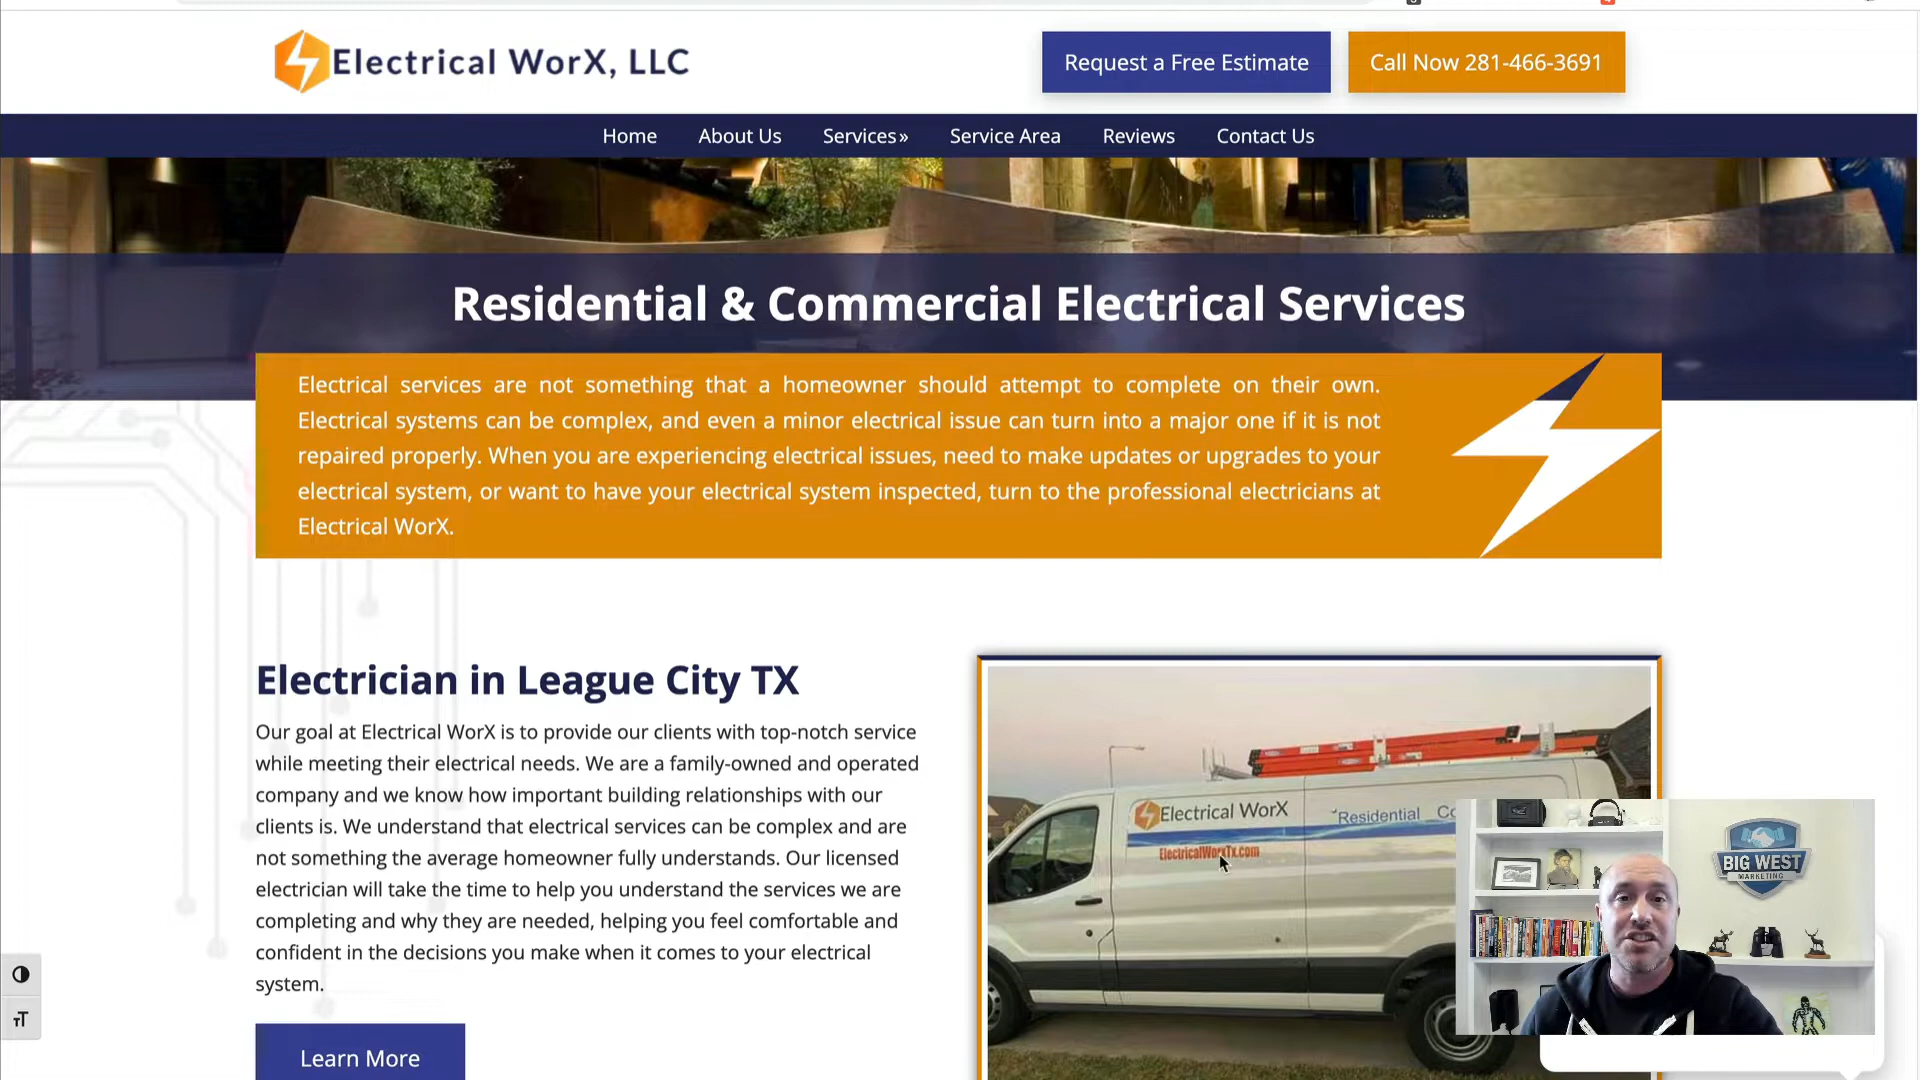 Electrical WorX, LLC
Request a Free Estimate
Call Now 281-466-3691
Home
About Us
Services»
Service Area
Reviews
Contact Us
Residential & Commercial Electrical Services
Electrical services are not something that a homeowner should attempt to complete on their own.
Electrical systems can be complex, and even a minor electrical issue can turn into a major one if it is not
repaired properly. When you are experiencing electrical issues, need to make updates or upgrades to your
electrical system, or want to have your electrical system inspected, turn to the professional electricians at
Electrical WorX.
Electrician in League City TX
Our goal at Electrical WorX is to provide our clients with top-notch service
while meeting their electrical needs. We are a family-owned and operated
company and we know how important building relationships with our
clients is. We understand that electrical services can be complex and are
not something the average homeowner fully understands. Our licensed
electrician will take the time to help you understand the services we are
completing and why they are needed, helping you feel comfortable and
confident in the decisions you make when it comes to your electrical
system.
Learn More
Electrical WorX
Residential Co
ElectricalWorxTx.com
BIG WEST
MARKETING
TT